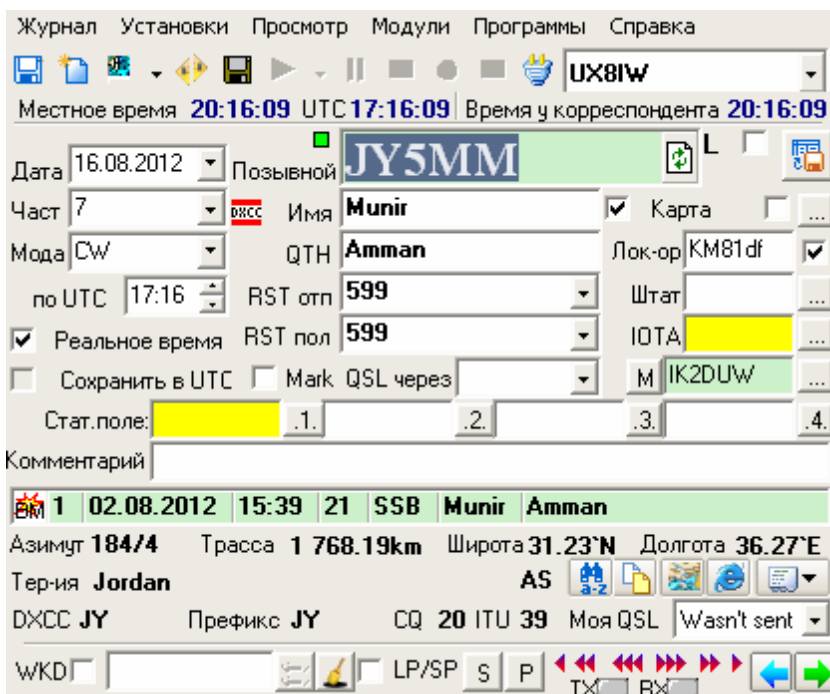 Журнал Установки Просмотр Модули Программы Справка
UX8IW
Местное время 20:16:09 UTC 17:16:09 Время у корреспондента 20:16:09
Дата 16.08.2012 Позывной JY5MM L
Част 7 DXCC Имя Munir Карта ...
Мода CW QTH Amman Лок-ор KM81df
по UTC 17:16 RST отп 599 Штат ...
Реальное время RST пол 599 IOTA ...
Сохранить в UTC Mark QSL через M IK2DUW ...
Стат.поле: .1. .2. .3. .4.
Комментарий
1 02.08.2012 15:39 21 SSB Munir Amman
Азимут 184/4 Трасса 1 768.19km Широта 31.23`N Долгота 36.27`E
Тер-ия Jordan AS a-z
DXCC JY Префикс JY CQ 20 ITU 39 Моя QSL Wasn't sent
WKD LP/SP S P
TX RX